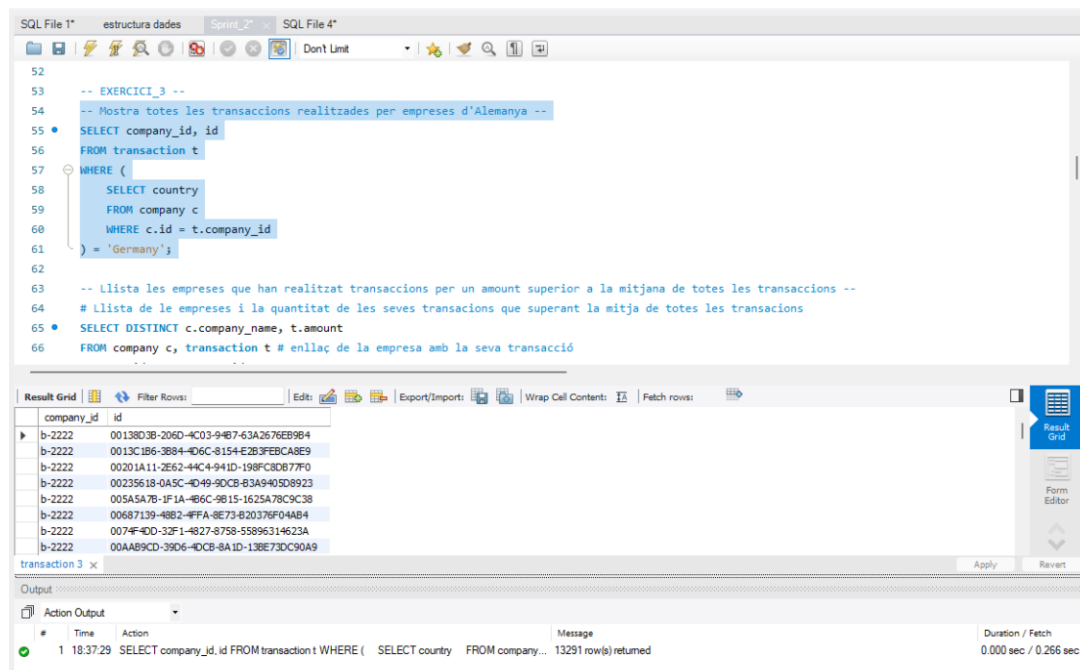 SQL File 1* estructura dades Sprint_2* × SQL File 4*
Don't Limit
52
53 -- EXERCICI_3 --
54 -- Mostra totes les transaccions realitzades per empreses d'Alemanya --
55 SELECT company_id, id
56 FROM transaction t
57 WHERE (
58 SELECT country
59 FROM company c
60 WHERE c.id = t.company_id
61 ) = 'Germany';
62
63 -- Llista les empreses que han realitzat transaccions per un amount superior a la mitjana de totes les transaccions --
64 # Llista de le empreses i la quantitat de les seves transacions que superant la mitja de totes les transacions
65 SELECT DISTINCT c.company_name, t.amount
66 FROM company c, transaction t # enllaç de la empresa amb la seva transacció
Result Grid Filter Rows: Edit: Export/Import: Wrap Cell Content: Fetch rows:
company_id id
b-2222 00138D3B-206D-4C03-94B7-63A2676EB9B4
b-2222 0013C1B6-3B84-4D6C-8154-E2B3FEBCA8E9
b-2222 00201A11-2E62-44C4-941D-198FC8DB77F0
b-2222 00235618-0A5C-4D49-9DCB-B3A9405D8923
b-2222 005A5A7B-1F1A-4B6C-9B15-1625A78C9C38
b-2222 00687139-48B2-4FFA-8E73-B20376F04AB4
b-2222 0074F4DD-32F1-4827-8758-55896314623A
b-2222 00AAB9CD-39D6-4DCB-8A1D-13BE73DC90A9
Result Grid
Form Editor
transaction 3 × Apply Revert
Output
Action Output
# Time Action Message Duration / Fetch
1 18:37:29 SELECT company_id, id FROM transaction t WHERE ( SELECT country FROM company... 13291 row(s) returned 0.000 sec / 0.266 sec